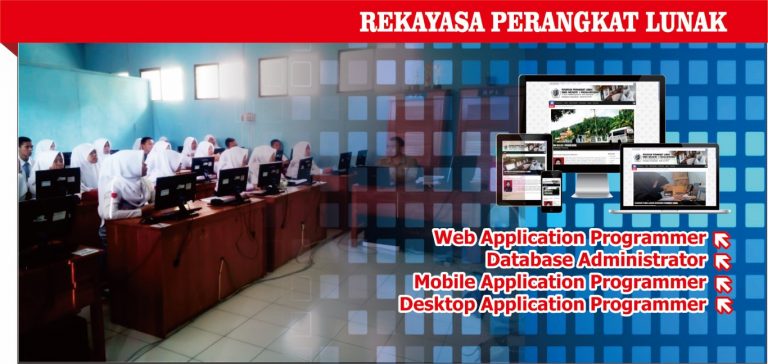 REKAYASA PERANGKAT LUNAK
Web Application Programmer
Database Administrator
Mobile Application Programmer
Desktop Application Programmer